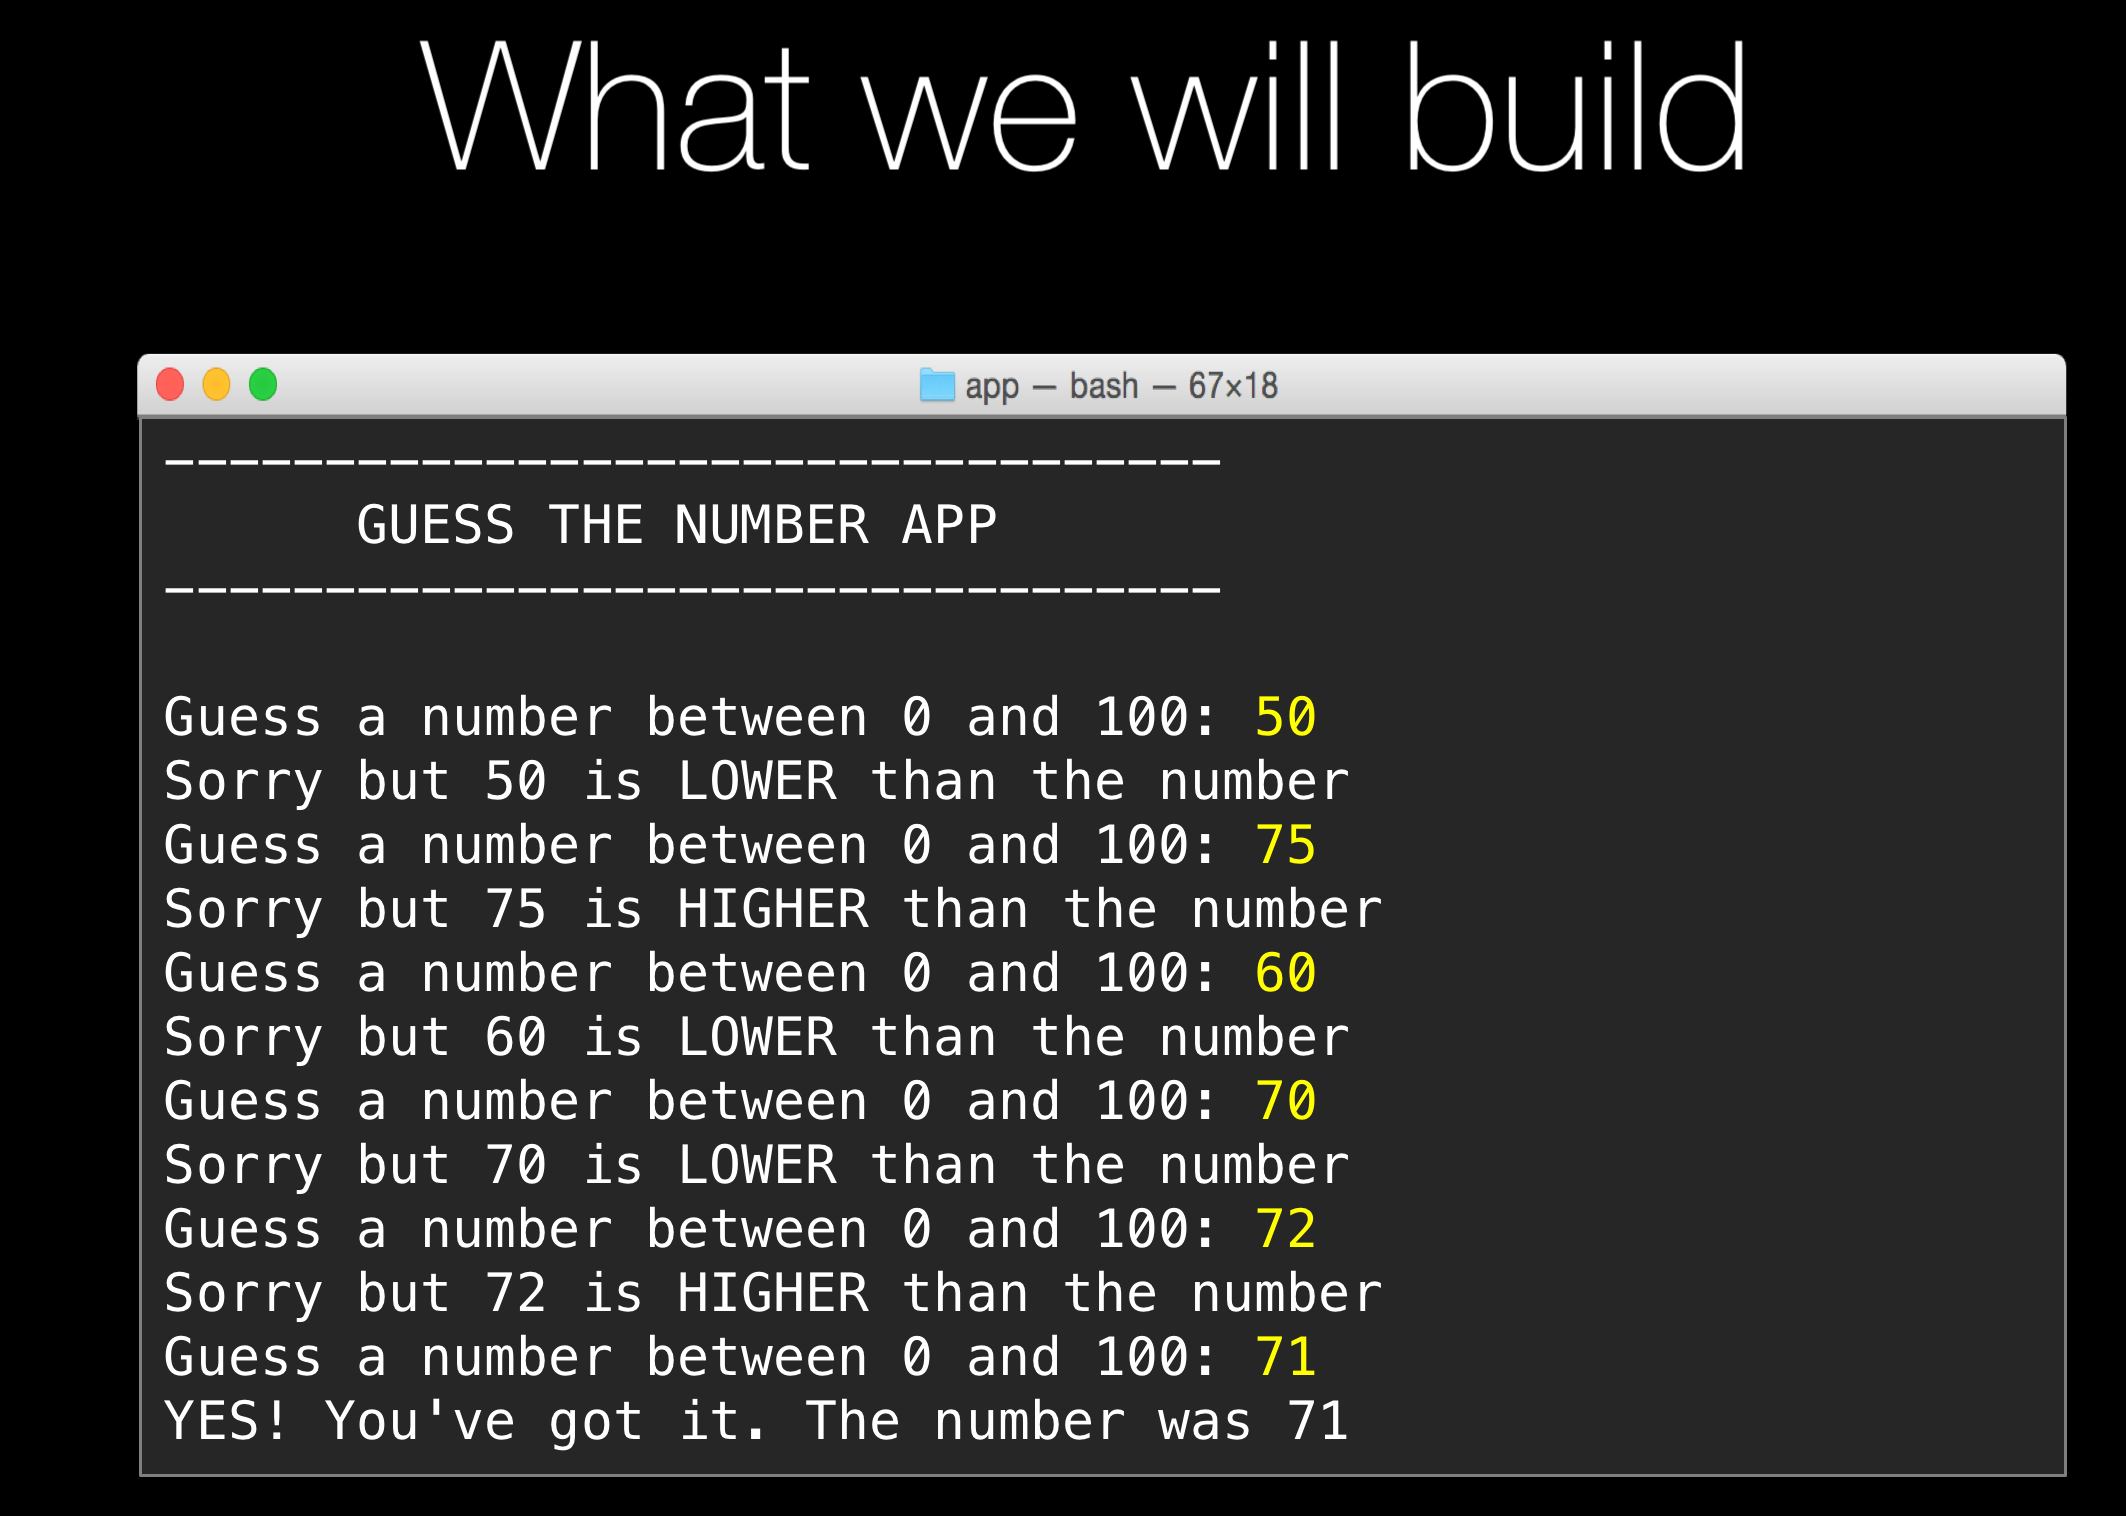 What we will build
app — bash — 67×18
---------------------------------
GUESS THE NUMBER APP
---------------------------------
Guess a number between 0 and 100: 50
Sorry but 50 is LOWER than the number
Guess a number between 0 and 100: 75
Sorry but 75 is HIGHER than the number
Guess a number between 0 and 100: 60
Sorry but 60 is LOWER than the number
Guess a number between 0 and 100: 70
Sorry but 70 is LOWER than the number
Guess a number between 0 and 100: 72
Sorry but 72 is HIGHER than the number
Guess a number between 0 and 100: 71
YES! You've got it. The number was 71